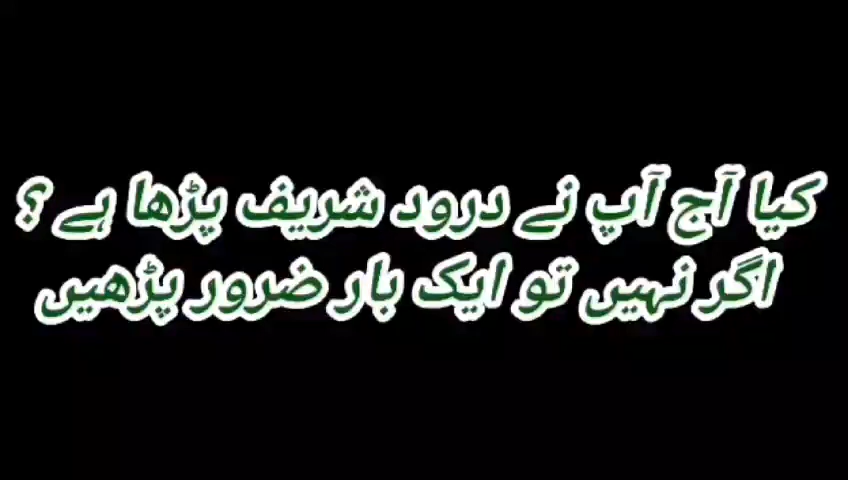 کیا آج آپ نے درود شریف پڑھا ہے ؟
اگر نہیں تو ایک بار ضرور پڑھیں